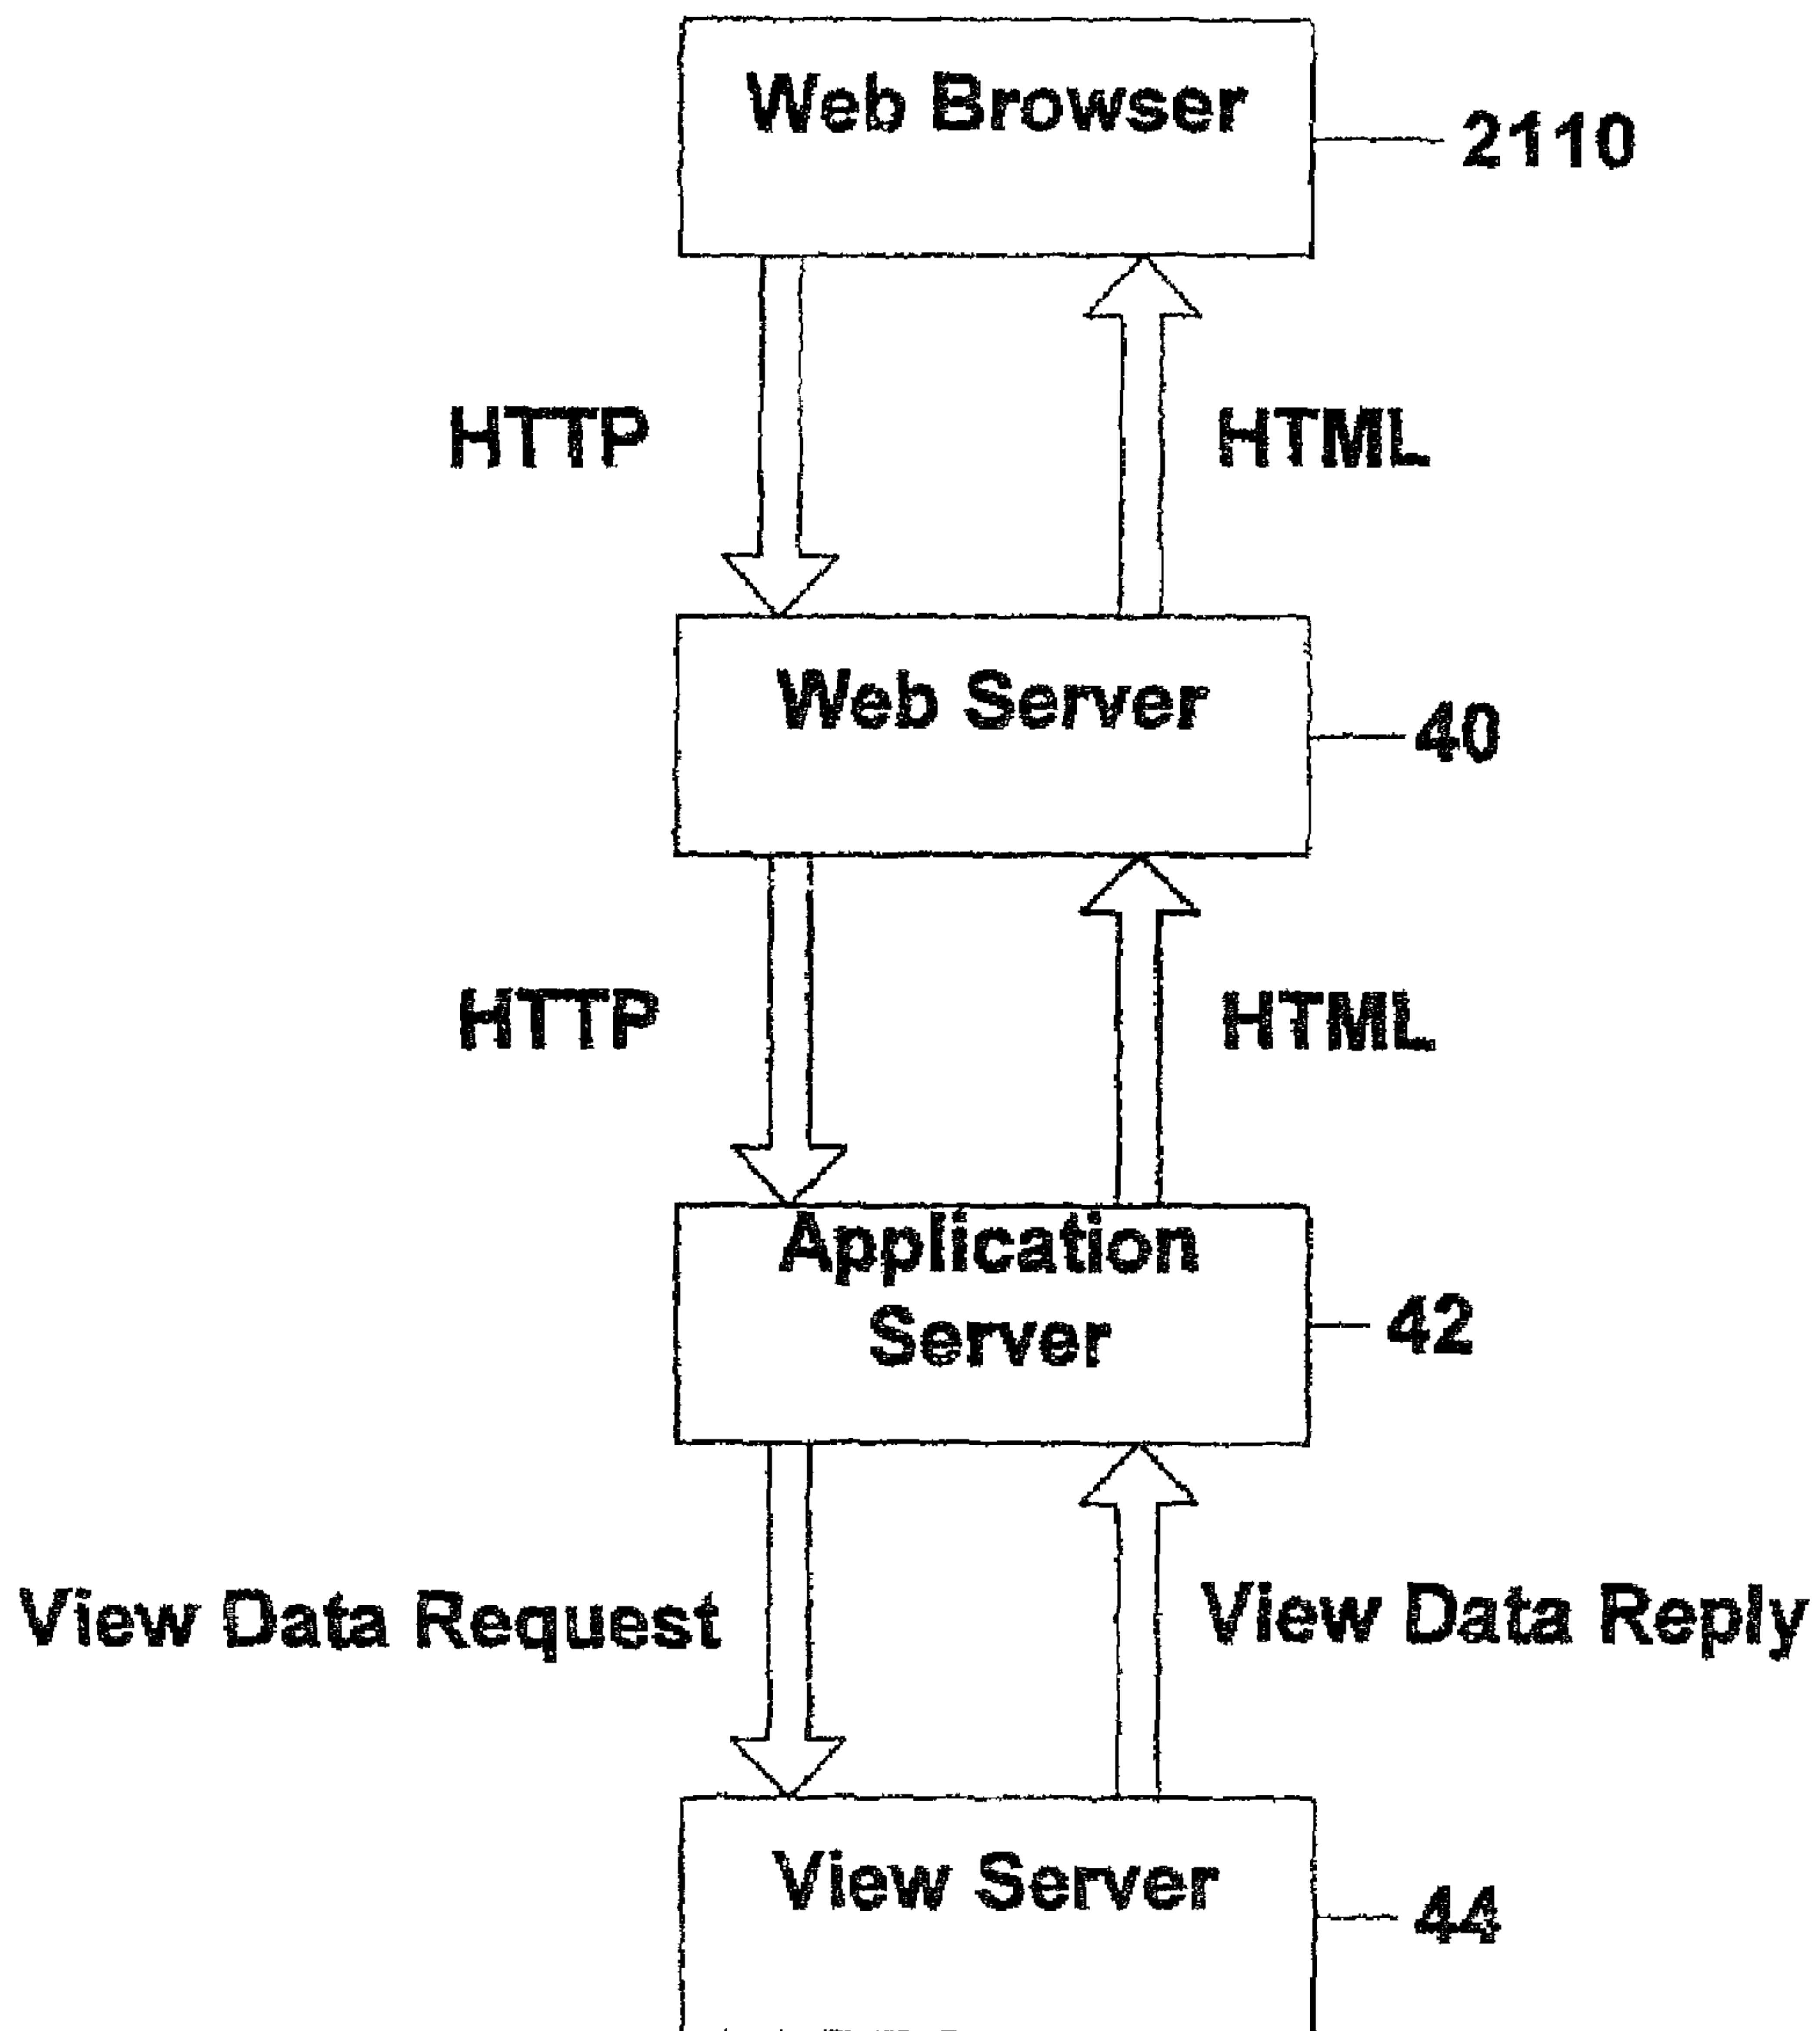 Web Browser
2110
HTTP
HTML
Web Server
40
HTTP
HTML
Application
Server
42
View Data Request
View Data Reply
View Server
44